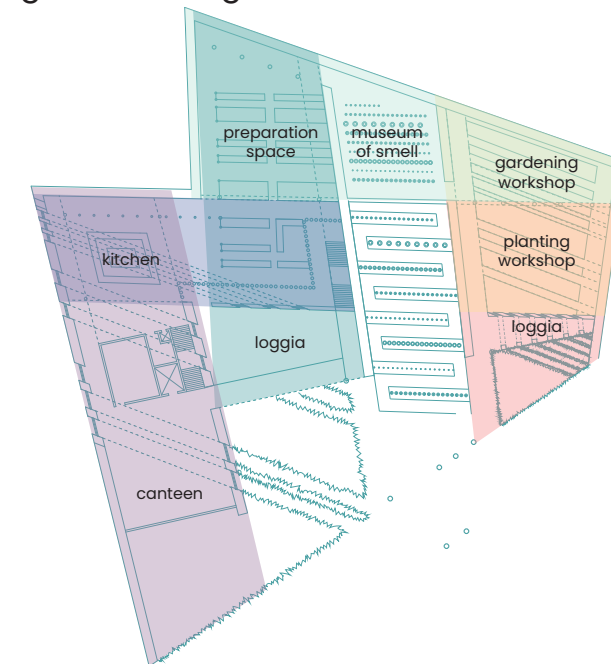 preparation
space
museum
of smell
gardening
workshop
kitchen
planting
workshop
loggia
loggia
canteen